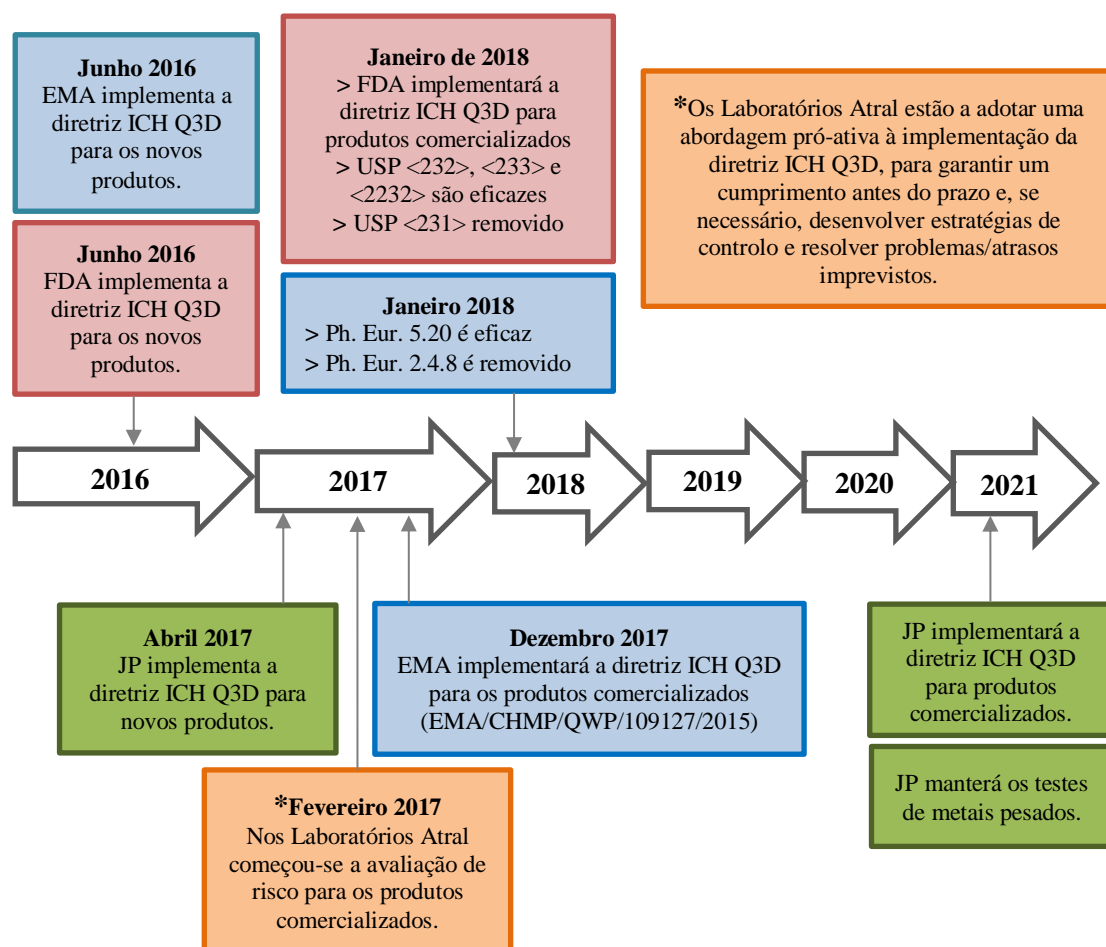 Junho 2016
EMA implementa a
diretriz ICH Q3D
para os novos
produtos.
Junho 2016
FDA implementa a
diretriz ICH Q3D
para os novos
produtos.
Janeiro de 2018
> FDA implementará a
diretriz ICH Q3D para
produtos comercializados
> USP <232>, <233> e
<2232> são eficazes
> USP <231> removido
Janeiro 2018
> Ph. Eur. 5.20 é eficaz
> Ph. Eur. 2.4.8 é removido
*Os Laboratórios Atral estão a adotar uma
abordagem pró-ativa à implementação da
diretriz ICH Q3D, para garantir um
cumprimento antes do prazo e, se
necessário, desenvolver estratégias de
controlo e resolver problemas/atrasos
imprevistos.
2016
2017
2018
2019
2020
2021
Abril 2017
JP implementa a
diretriz ICH Q3D para
novos produtos.
Dezembro 2017
EMA implementará a diretriz ICH Q3D
para os produtos comercializados
(EMA/CHMP/QWP/109127/2015)
JP implementará a
diretriz ICH Q3D
para produtos
comercializados.
JP manterá os testes
de metais pesados.
*Fevereiro 2017
Nos Laboratórios Atral
começou-se a avaliação de
risco para os produtos
comercializados.